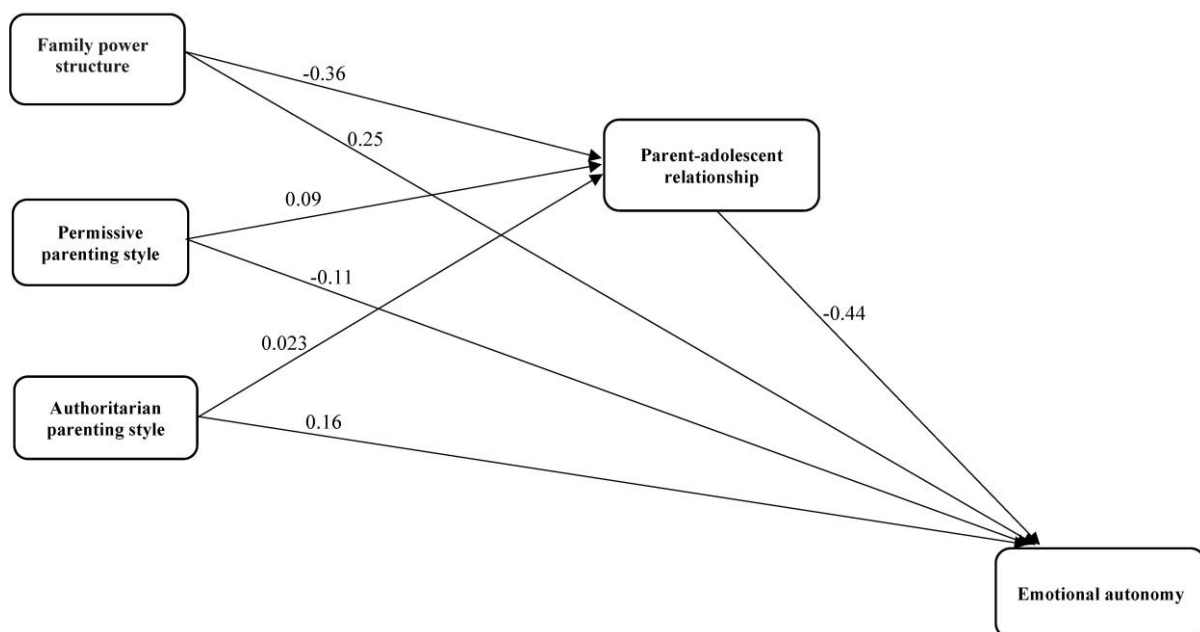 Family power
structure
-0.36
0.25
Parent-adolescent
relationship
0.09
Permissive
parenting style
-0.11
-0.44
0.023
Authoritarian
parenting style
0.16
Emotional autonomy